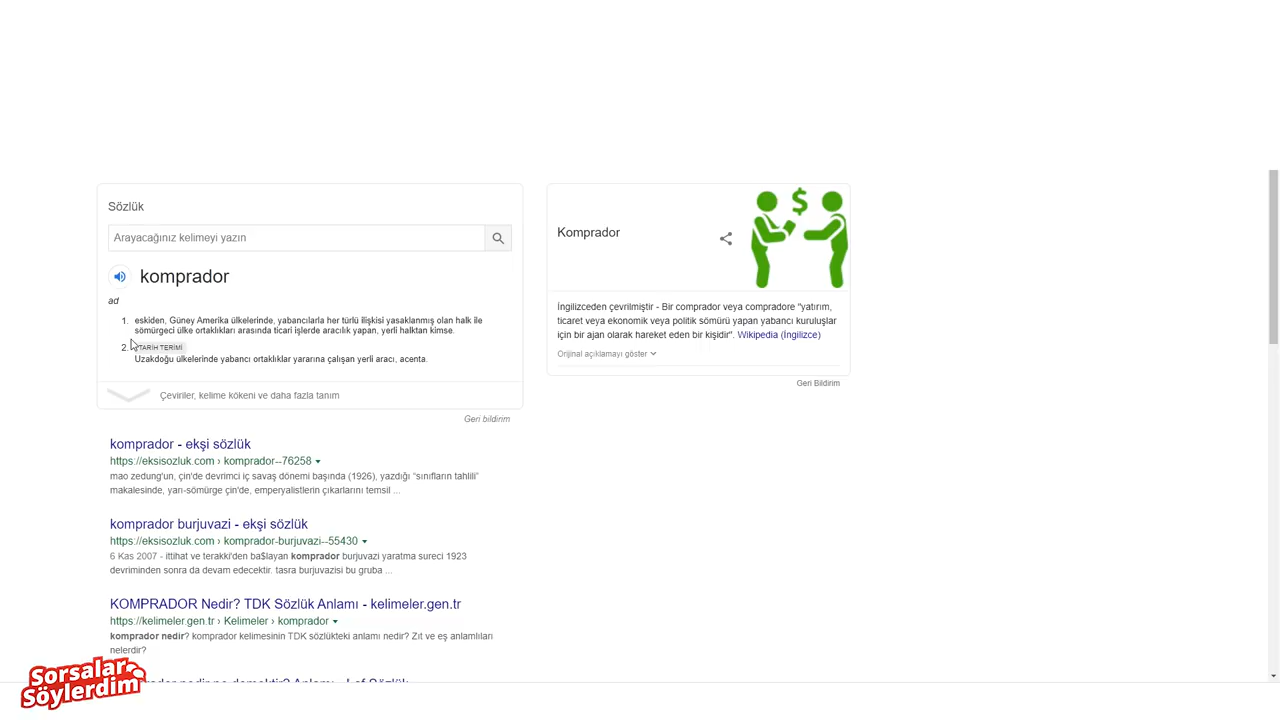 Sözlük
Arayacağınız kelimeyi yazın
komprador
ad
1. eskiden, Güney Amerika ülkelerinde, yabancılarla her türlü ilişkisi yasaklanmış olan halk ile
sömürgeci ülke ortaklıkları arasında ticari işlerde aracılık yapan, yerli halktan kimse.
2. TARİH TERİMİ
Uzakdoğu ülkelerinde yabancı ortaklıklar yararına çalışan yerli aracı, acenta.
Çeviriler, kelime kökeni ve daha fazla tanım
Geri bildirim
komprador - ekşi sözlük
https://eksisozluk.com › komprador--76258
mao zedung'un, çin'de devrimci iç savaş dönemi başında (1926), yazdığı “sınıfların tahlili”
makalesinde, yarı-sömürge çin'de, emperyalistlerin çıkarlarını temsil ...
komprador burjuvazi - ekşi sözlük
https://eksisozluk.com › komprador-burjuvazi--55430
6 Kas 2007 - ittihat ve terakki'den ba$layan komprador burjuvazi yaratma sureci 1923
devriminden sonra da devam edecektir. tasra burjuvazisi bu gruba ...
KOMPRADOR Nedir? TDK Sözlük Anlamı - kelimeler.gen.tr
https://kelimeler.gen.tr › Kelimeler › komprador
komprador nedir? komprador kelimesinin TDK sözlükteki anlamı nedir? Zıt ve eş anlamlıları
nelerdir?
Komprador
$
İngilizceden çevrilmiştir - Bir comprador veya compradore "yatırım,
ticaret veya ekonomik veya politik sömürü yapan yabancı kuruluşlar
için bir ajan olarak hareket eden bir kişidir". Wikipedia (İngilizce)
Orijinal açıklamayı göster
Geri Bildirim
Sorsalar
Söylerdim